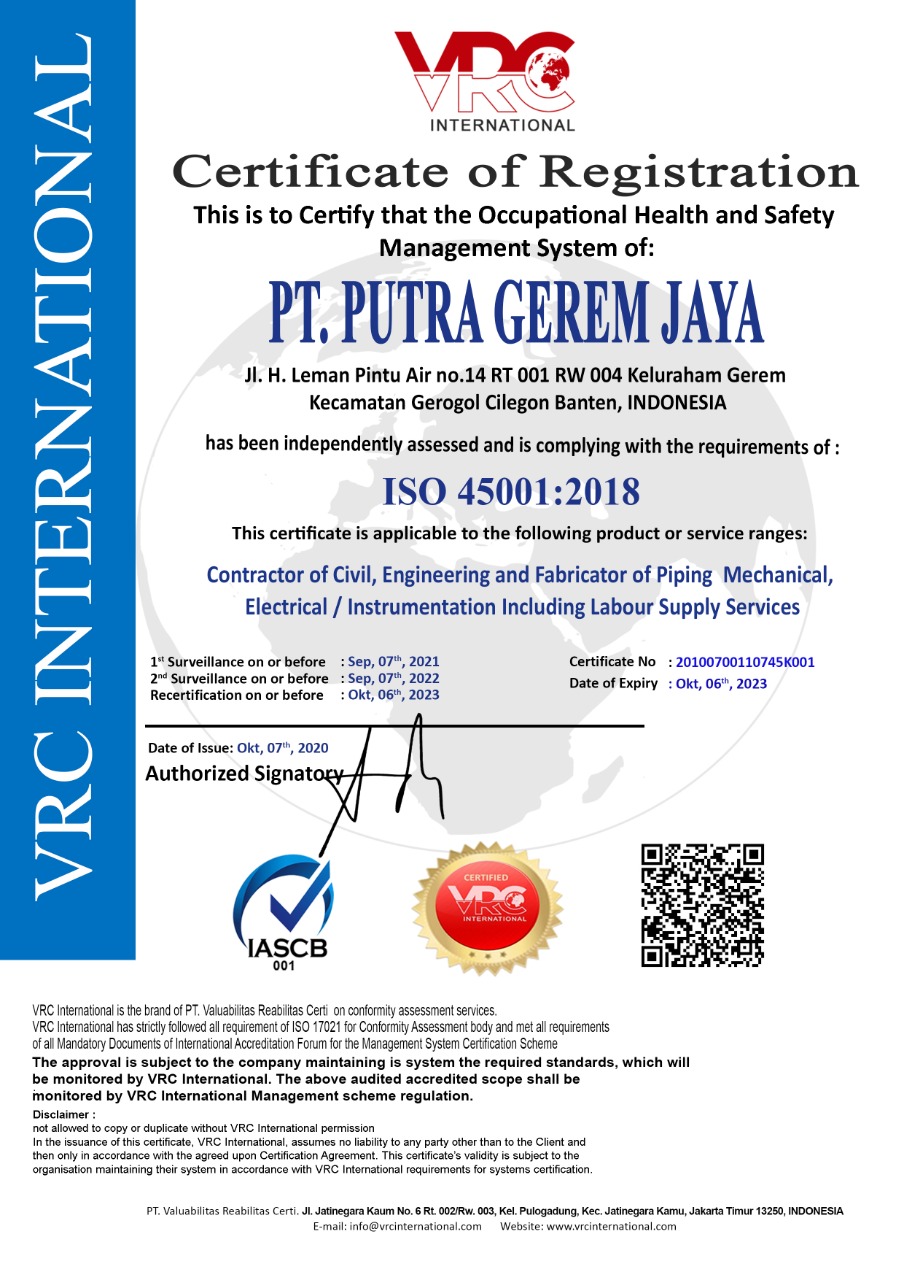 VRC INTERNATIONAL
VRC
INTERNATIONAL
Certificate of Registration
This is to Certify that the Occupational Health and Safety
Management System of:
PT. PUTRA GEREM JAYA
Jl. H. Leman Pintu Air no.14 RT 001 RW 004 Keluraham Gerem
Kecamatan Gerogol Cilegon Banten, INDONESIA
has been independently assessed and is complying with the requirements of :
ISO 45001:2018
This certificate is applicable to the following product or service ranges:
Contractor of Civil, Engineering and Fabricator of Piping Mechanical,
Electrical / Instrumentation Including Labour Supply Services
1st Surveillance on or before : Sep, 07th, 2021
2nd Surveillance on or before : Sep, 07th, 2022
Recertification on or before : Okt, 06th, 2023
Certificate No : 20100700110745K001
Date of Expiry : Okt, 06th, 2023
Date of Issue: Okt, 07th, 2020
Authorized Signatory
IASCB
001
CERTIFIED
VRC
INTERNATIONAL
VRC International is the brand of PT. Valuabilitas Reabilitas Certi on conformity assessment services.
VRC International has strictly followed all requirement of ISO 17021 for Conformity Assessment body and met all requirements
of all Mandatory Documents of International Accreditation Forum for the Management System Certification Scheme
The approval is subject to the company maintaining is system the required standards, which will
be monitored by VRC International. The above audited accredited scope shall be
monitored by VRC International Management scheme regulation.
Disclaimer :
not allowed to copy or duplicate without VRC International permission
In the issuance of this certificate, VRC International, assumes no liability to any party other than to the Client and
then only in accordance with the agreed upon Certification Agreement. This certificate's validity is subject to the
organisation maintaining their system in accordance with VRC International requirements for systems certification.
PT. Valuabilitas Reabilitas Certi. Jl. Jatinegara Kaum No. 6 Rt. 002/Rw. 003, Kel. Pulogadung, Kec. Jatinegara Kamu, Jakarta Timur 13250, INDONESIA
E-mail: info@vrcinternational.com Website: www.vrcinternational.com